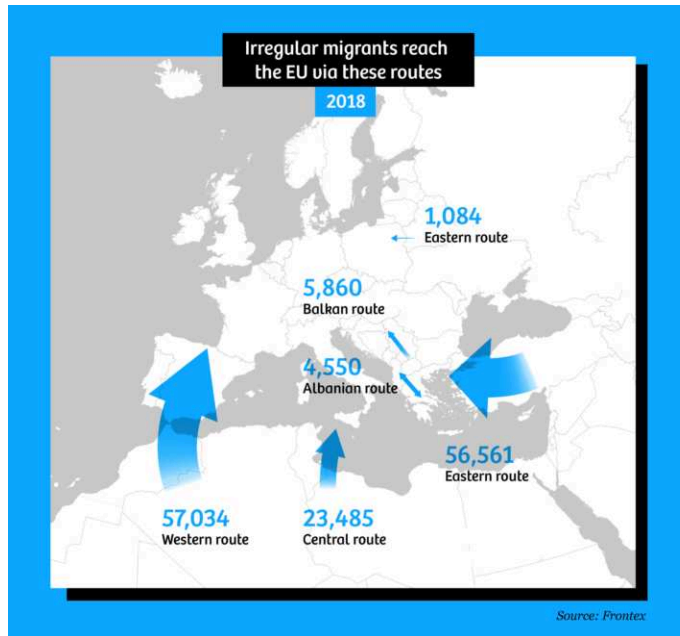 Irregular migrants reach
the EU via these routes
2018
1,084
Eastern route
5,860
Balkan route
4,550
Albanian route
56,561
Eastern route
57,034
Western route
23,485
Central route
Source: Frontex